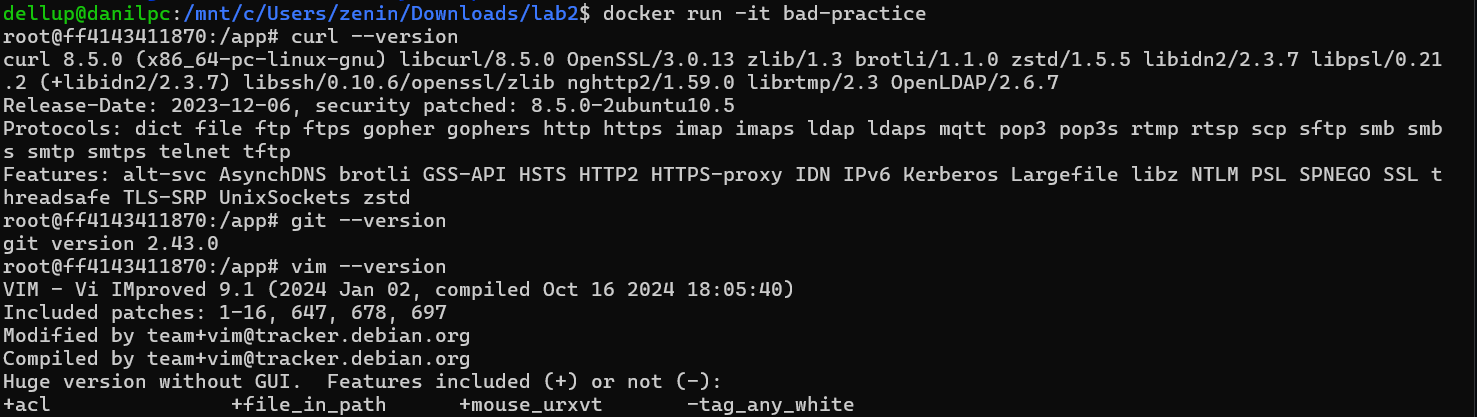 dellup@danilpc:/mnt/c/Users/zenin/Downloads/lab2$ docker run -it bad-practice
root@ff4143411870:/app# curl --version
curl 8.5.0 (x86_64-pc-linux-gnu) libcurl/8.5.0 OpenSSL/3.0.13 zlib/1.3 brotli/1.1.0 zstd/1.5.5 libidn2/2.3.7 libpsl/0.21
.2 (+libidn2/2.3.7) libssh/0.10.6/openssl/zlib nghttp2/1.59.0 librtmp/2.3 OpenLDAP/2.6.7
Release-Date: 2023-12-06, security patched: 8.5.0-2ubuntu10.5
Protocols: dict file ftp ftps gopher gophers http https imap imaps ldap ldaps mqtt pop3 pop3s rtmp rtsp scp sftp smb smb
s smtp smtps telnet tftp
Features: alt-svc AsynchDNS brotli GSS-API HSTS HTTP2 HTTPS-proxy IDN IPv6 Kerberos Largefile libz NTLM PSL SPNEGO SSL t
hreadsafe TLS-SRP UnixSockets zstd
root@ff4143411870:/app# git --version
git version 2.43.0
root@ff4143411870:/app# vim --version
VIM - Vi IMproved 9.1 (2024 Jan 02, compiled Oct 16 2024 18:05:40)
Included patches: 1-16, 647, 678, 697
Modified by team+vim@tracker.debian.org
Compiled by team+vim@tracker.debian.org
Huge version without GUI.  Features included (+) or not (-):
+acl               +file_in_path      +mouse_urxvt       -tag_any_white